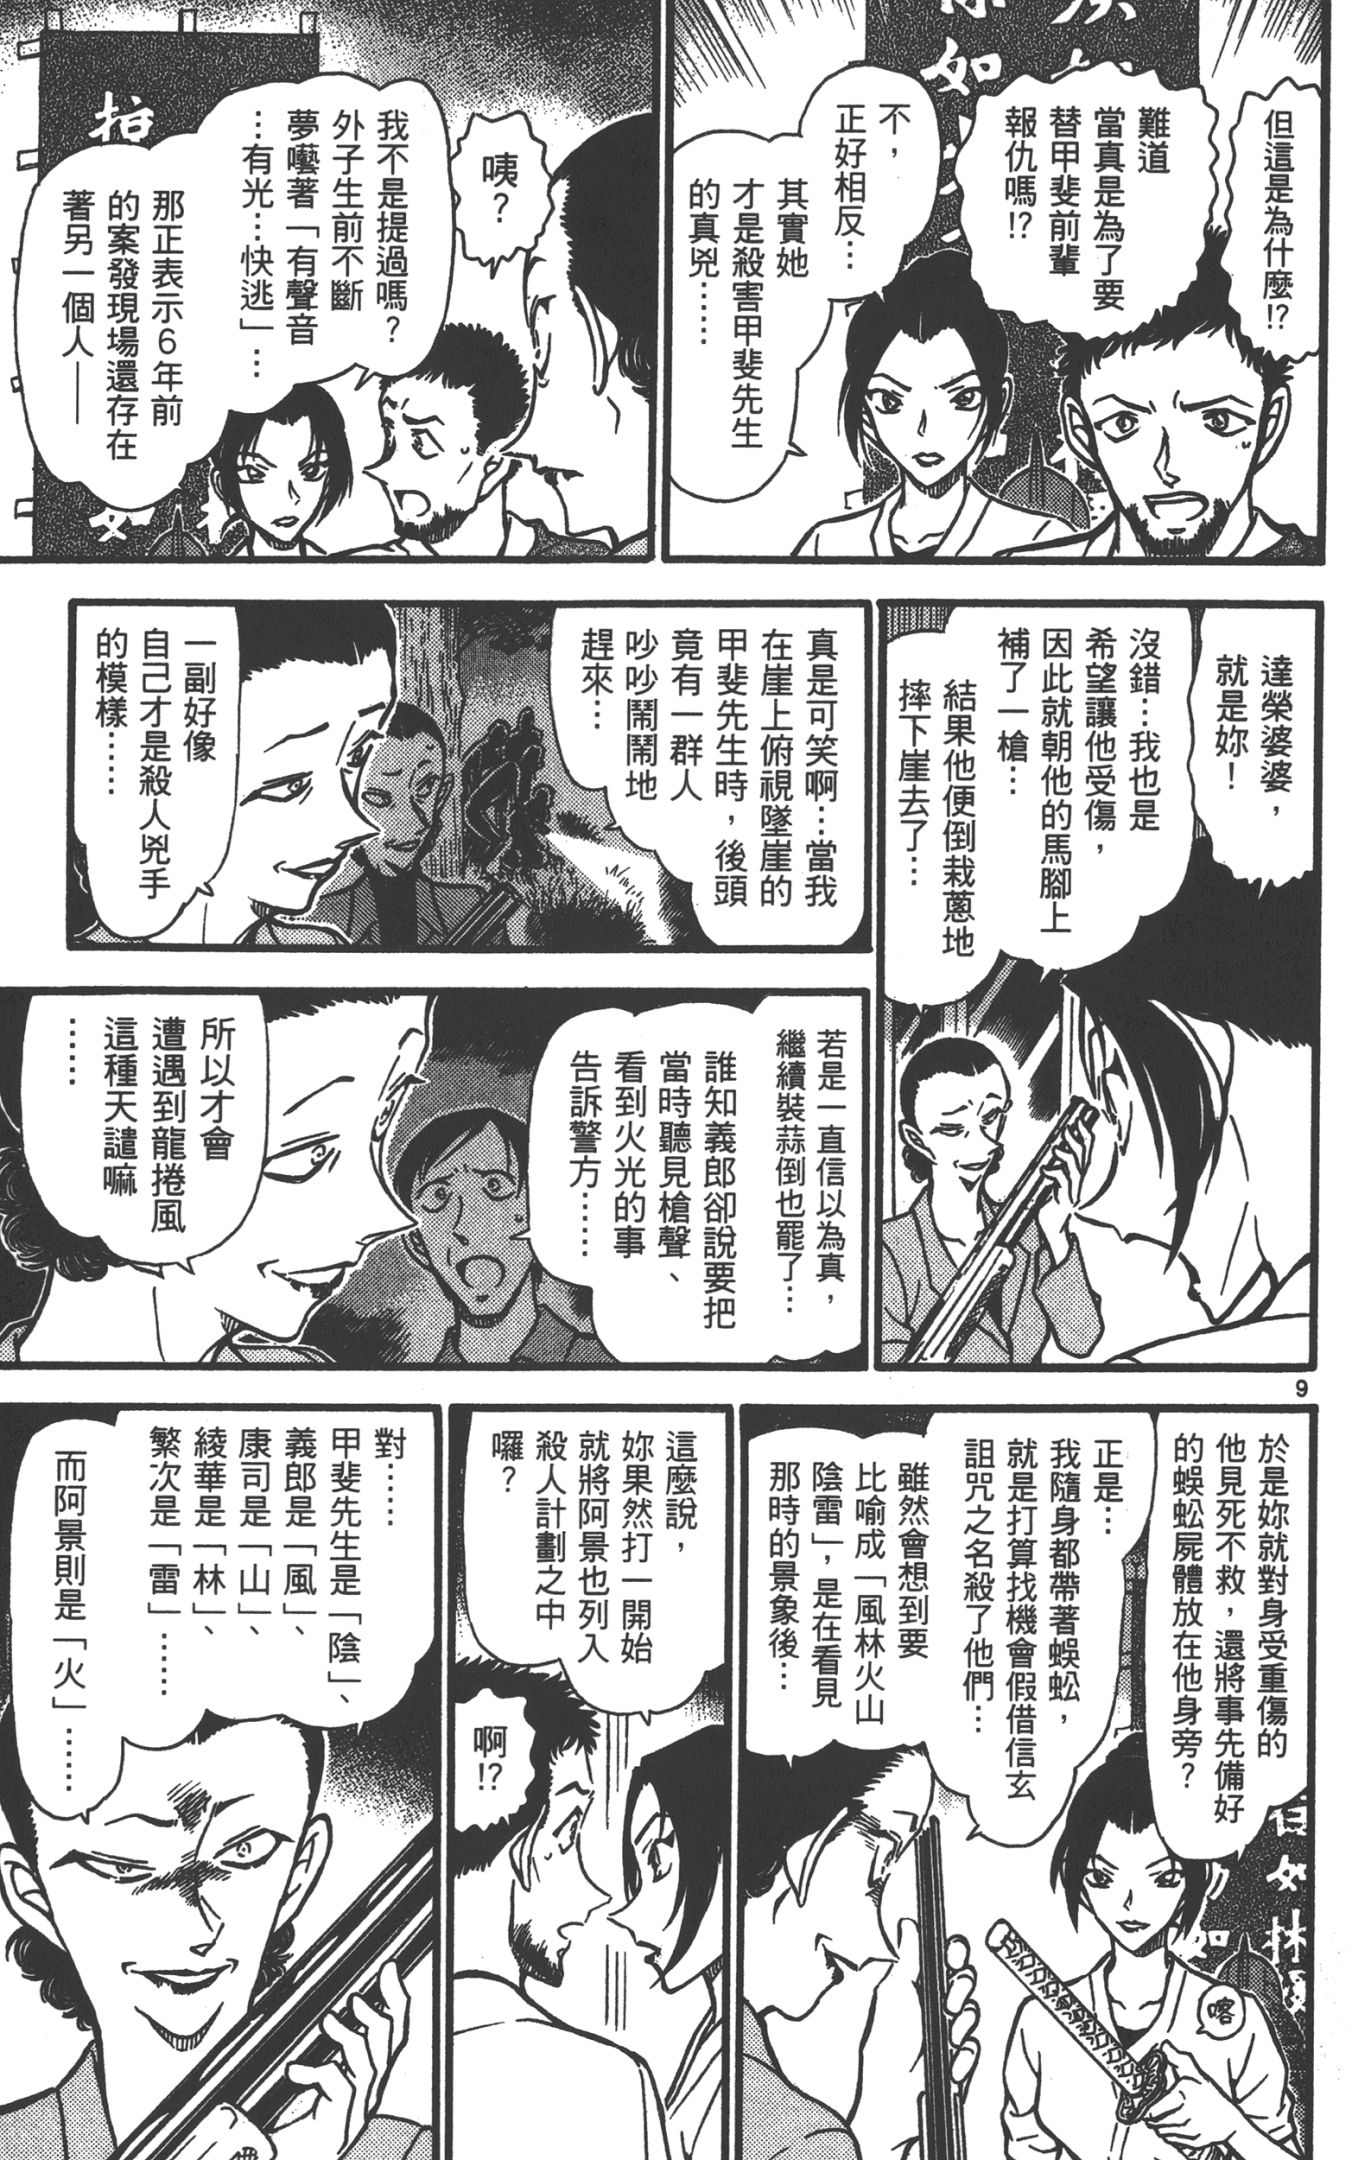 但這是為什麼!?
難道
當真是為了要
替甲斐前輩
報仇嗎!?
不，
正好相反…
其實她
才是殺害甲斐先生
的真兇……
咦？
我不是提過嗎？
外子生前不斷
夢囈著「有聲音
…有光…快逃」…
那正表示6年前
的案發現場還存在
著另一個人——
達榮婆婆，
就是妳！
沒錯…我也是
希望讓他受傷，
因此就朝他的馬腳上
補了一槍…
結果他便倒栽蔥地
摔下崖去了…
真是可笑啊…當我
在崖上俯視墜崖的
甲斐先生時，後頭
竟有一群人
吵吵鬧鬧地
趕來…
一副好像
自己才是殺人兇手
的模樣……
若是一直信以為真，
繼續裝蒜倒也罷了…
誰知義郎卻說要把
當時聽見槍聲、
看到火光的事
告訴警方……
所以才會
遭遇到龍捲風
這種天譴嘛
……
9
於是妳就對身受重傷的
他見死不救，還將事先備好
的蜈蚣屍體放在他身旁？
正是…
我隨身都帶著蜈蚣，
就是打算找機會假借信玄
詛咒之名殺了他們…
雖然會想到要
比喻成「風林火山
陰雷」，是在看見
那時的景象後…
喀
這麼說，
妳果然打一開始
就將阿景也列入
殺人計劃之中
囉？
啊!?
對……
甲斐先生是「陰」、
義郎是「風」、
康司是「山」、
綾華是「林」、
繁次是「雷」……
而阿景則是「火」……